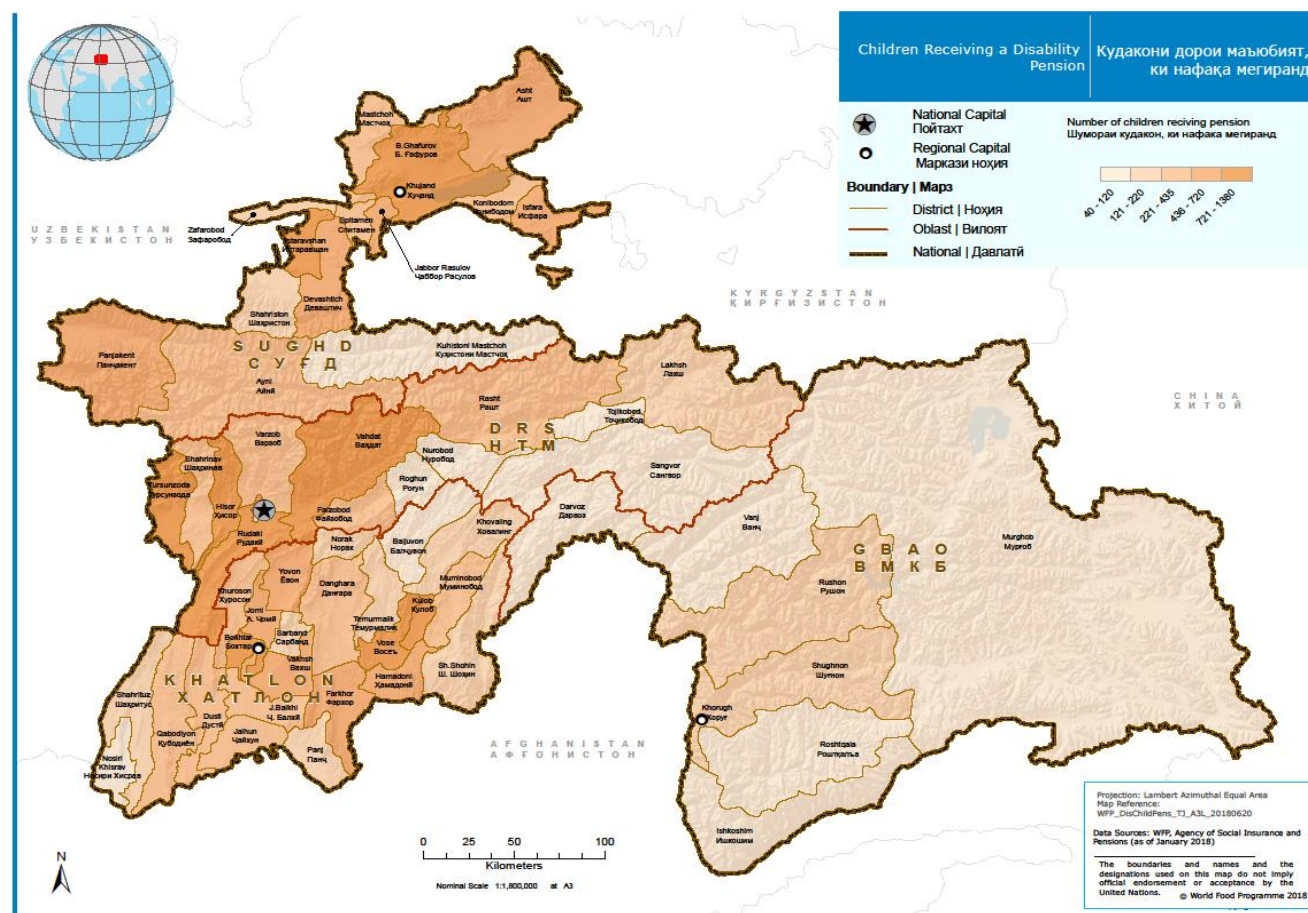 Children Receiving a Disability
Pension
Кудакони дорои маъюбият,
ки нафақа мегиранд
National Capital
Пойтахт
Regional Capital
Маркази ноҳия
Boundary | Марз
District | Ноҳия
Oblast | Вилоят
National | Давлатӣ
Number of children reciving pension
Шумораи кудакон, ки нафака мегиранд
40 - 120
121 - 220
221 - 435
436 - 720
721 - 1380
Asht
Ашт
Mastchoh
Мастчоҳ
B.Ghafurov
Б. Ғафуров
Khujand
Хуҷанд
Konibodom
Конибодом
Isfara
Исфара
Spitamen
Спитамен
Zafarobod
Зафаробод
Istaravshan
Истаравшан
Jabbor Rasulov
Ҷаббор Расулов
UZBEKISTAN
УЗБЕКИСТОН
KYRGYZSTAN
ҚИРҒИЗИСТОН
CHINA
ХИТОЙ
Devashtich
Деваштич
Shahriston
Шаҳристон
Panjakent
Панҷакент
SUGHD
СУҒД
Kuhistoni Mastchoh
Куҳистони Мастчоҳ
Ayni
Айнӣ
Lakhsh
Лахш
Rasht
Рашт
Tojikobod
Тоҷикобод
DRS
НТМ
Varzob
Варзоб
Vahdat
Ваҳдат
Nurobod
Нуробод
Sangvor
Сангвор
Shahrinav
Шаҳринав
Tursunzoda
Турсунзода
Roghun
Роғун
Hisor
Ҳисор
Faizobod
Файзобод
Darvoz
Дарвоз
Vanj
Ванҷ
Khovaling
Ховалинг
Rudaki
Рудакӣ
Norak
Норак
Baljuvon
Балҷувон
Murghob
Мурғоб
GBAO
ВМКБ
Rushon
Рушон
Yovon
Ёвон
Danghara
Данғара
Muminobod
Муминобод
Khuroson
Хуросон
Jomi
А. Ҷомӣ
Kulob
Кулоб
Temurmalik
Темурмалик
Sarband
Сарбанд
Bokhtar
Бохтар
Vose
Восеъ
Vakhsh
Вахш
Hamadoni
Ҳамадонӣ
Sh.Shohin
Ш. Шоҳин
Shughnon
Шуғнон
KHATLON
ХАТЛОН
Shahrituz
Шаҳритус
Farkhor
Фархор
J.Balkhi
Ҷ. Балхӣ
Dusti
Дустӣ
Qabodiyon
Қубодиён
Jaihun
Ҷайҳун
Panj
Панҷ
Khorugh
Хоруғ
Roshtqala
Рошткалъа
Nosiri
Khisrav
Носири Хисрав
AFGHANISTAN
АФҒОНИСТОН
Ishkoshim
Ишкошим
N
0 25 50 100
Kilometers
Nominal Scale 1:1,800,000 at A3
Projection: Lambert Azimuthal Equal Area
Map Reference:
WFP_DisChildPens_TJ_A3L_20180620
Data Sources: WFP, Agency of Social Insurance and
Pensions (as of January 2018)
The boundaries and names and the
designations used on this map do not imply
official endorsement or acceptance by the
United Nations.
© World Food Programme 2018